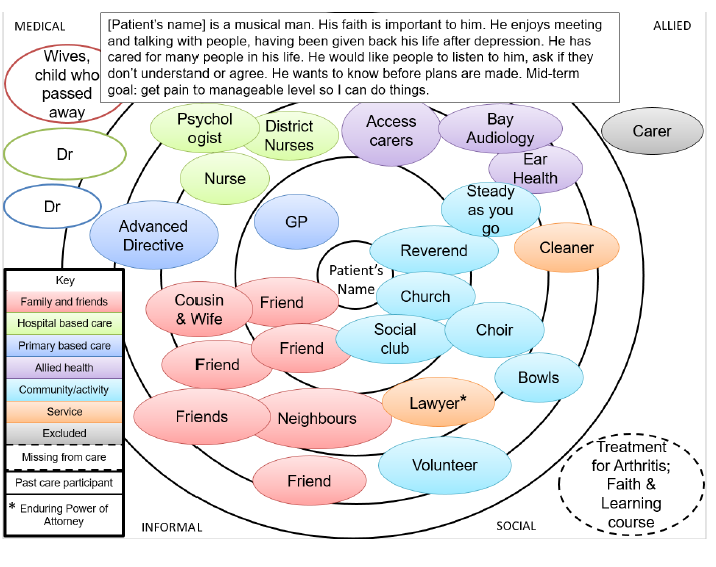 MEDICAL
ALLIED
[Patient's name] is a musical man. His faith is important to him. He enjoys meeting
and talking with people, having been given back his life after depression. He has
cared for many people in his life. He would like people to listen to him, ask if they
don't understand or agree. He wants to know before plans are made. Mid-term
goal: get pain to manageable level so I can do things.
Wives,
child who
passed
away
Dr
Dr
Psychol
ogist
District
Nurses
Nurse
Access
carers
Bay
Audiology
Ear
Health
Carer
Advanced
Directive
GP
Steady
as you
go
Reverend
Cleaner
Patient's
Name
Church
Cousin
& Wife
Friend
Social
club
Choir
Friend
Friend
Bowls
Friends
Neighbours
Lawyer*
Volunteer
Friend
Treatment
for Arthritis;
Faith &
Learning
course
Key
Family and friends
Hospital based care
Primary based care
Allied health
Community/activity
Service
Excluded
Missing from care
Past care participant
* Enduring Power of
Attorney
INFORMAL
SOCIAL